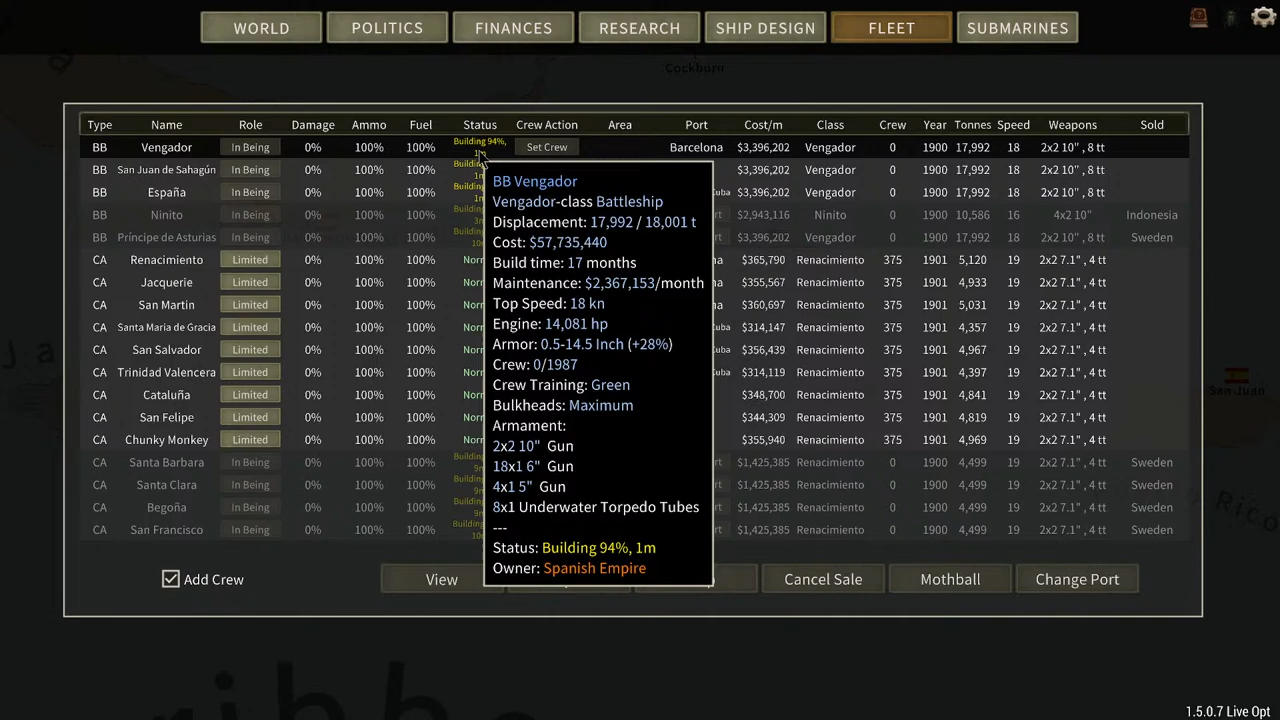 WORLD POLITICS FINANCES RESEARCH SHIP DESIGN FLEET SUBMARINES
Cockburn
Type Name Role Damage Ammo Fuel Status Crew Action Area Port Cost/m Class Crew Year Tonnes Speed Weapons Sold
BB Vengador In Being 0% 100% 100% Building 94%, Set Crew Barcelona $3,396,202 Vengador 0 1900 17,992 18 2x2 10" , 8 tt
BB San Juan de Sahagún In Being 0% 100% 100% $3,396,202 Vengador 0 1900 17,992 18 2x2 10" , 8 tt
BB España In Being 0% 100% 100% $3,396,202 Vengador 0 1900 17,992 18 2x2 10" , 8 tt
BB Ninito In Being 0% 100% 100% $2,943,116 Ninito 0 1900 10,586 16 4x2 10" Indonesia
BB Príncipe de Asturias In Being 0% 100% 100% $3,396,202 Vengador 0 1900 17,992 18 2x2 10" , 8 tt Sweden
CA Renacimiento Limited 0% 100% 100% $365,790 Renacimiento 375 1901 5,120 19 2x2 7.1" , 4 tt
CA Jacquerie Limited 0% 100% 100% $355,567 Renacimiento 375 1901 4,933 19 2x2 7.1" , 4 tt
CA San Martin Limited 0% 100% 100% $360,697 Renacimiento 375 1901 5,031 19 2x2 7.1" , 4 tt
CA Santa Maria de Gracia Limited 0% 100% 100% $314,147 Renacimiento 375 1901 4,357 19 2x2 7.1" , 4 tt
CA San Salvador Limited 0% 100% 100% $356,439 Renacimiento 375 1901 4,967 19 2x2 7.1" , 4 tt
CA Trinidad Valencera Limited 0% 100% 100% $314,119 Renacimiento 375 1901 4,397 19 2x2 7.1" , 4 tt
CA Cataluña Limited 0% 100% 100% $348,700 Renacimiento 375 1901 4,841 19 2x2 7.1" , 4 tt
CA San Felipe Limited 0% 100% 100% $344,309 Renacimiento 375 1901 4,819 19 2x2 7.1" , 4 tt
CA Chunky Monkey Limited 0% 100% 100% $355,940 Renacimiento 375 1901 4,989 19 2x2 7.1" , 4 tt
CA Santa Barbara In Being 0% 100% 100% $1,425,385 Renacimiento 0 1900 4,499 19 2x2 7.1" , 4 tt Sweden
CA Santa Clara In Being 0% 100% 100% $1,425,385 Renacimiento 0 1900 4,499 19 2x2 7.1" , 4 tt Sweden
CA Begoña In Being 0% 100% 100% $1,425,385 Renacimiento 0 1900 4,499 19 2x2 7.1" , 4 tt Sweden
CA San Francisco In Being 0% 100% 100% $1,425,385 Renacimiento 0 1900 4,499 19 2x2 7.1" , 4 tt Sweden
BB Vengador
Vengador-class Battleship
Displacement: 17,992 / 18,001 t
Cost: $57,735,440
Build time: 17 months
Maintenance: $2,367,153/month
Top Speed: 18 kn
Engine: 14,081 hp
Armor: 0.5-14.5 Inch (+28%)
Crew: 0/1987
Crew Training: Green
Bulkheads: Maximum
Armament:
2x2 10" Gun
18x1 6" Gun
4x1 5" Gun
8x1 Underwater Torpedo Tubes
---
Status: Building 94%, 1m
Owner: Spanish Empire
San Juan
Add Crew View Cancel Sale Mothball Change Port
1.5.0.7 Live Opt